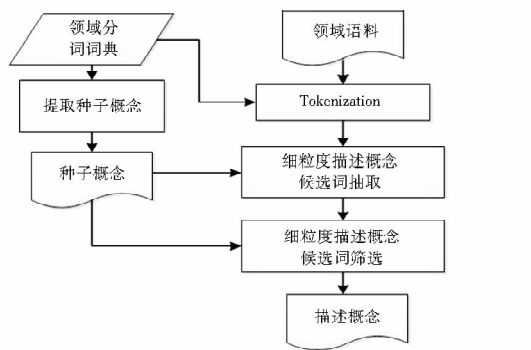 领域分
词词典
领域语料
提取种子概念
Tokenization
种子概念
细粒度描述概念
候选词抽取
细粒度描述概念
候选词筛选
描述概念